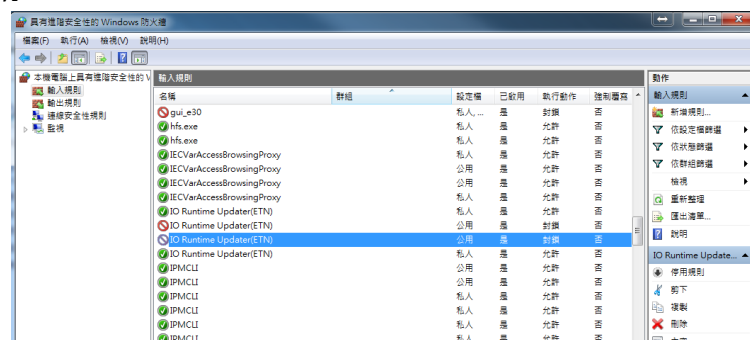 具有進階安全性的 Windows 防火牆
檔案(F) 執行(A) 檢視(V) 說明(H)
本機電腦上具有進階安全性的 V
輸入規則
輸出規則
連線安全性規則
監視
輸入規則
名稱 群組 設定檔 已啟用 執行動作 強制覆寫
gui_e30 私人, ... 是 封鎖 否
hfs.exe 私人 是 允許 否
hfs.exe 公用 是 允許 否
IECVarAccessBrowsingProxy 私人 是 允許 否
IECVarAccessBrowsingProxy 公用 是 允許 否
IECVarAccessBrowsingProxy 公用 是 允許 否
IECVarAccessBrowsingProxy 私人 是 允許 否
IO Runtime Updater(ETN) 私人 是 允許 否
IO Runtime Updater(ETN) 公用 是 封鎖 否
IO Runtime Updater(ETN) 公用 是 封鎖 否
IO Runtime Updater(ETN) 私人 是 允許 否
IPMCLI 公用 是 允許 否
IPMCLI 公用 是 允許 否
IPMCLI 私人 是 允許 否
IPMCLI 私人 是 允許 否
IPMCLI 私人 是 允許 否
IPMCLI 私人 是 允許 否
動作
輸入規則
新增規則...
依設定檔篩選
依狀態篩選
依群組篩選
檢視
重新整理
匯出清單...
說明
IO Runtime Update...
停用規則
剪下
複製
刪除